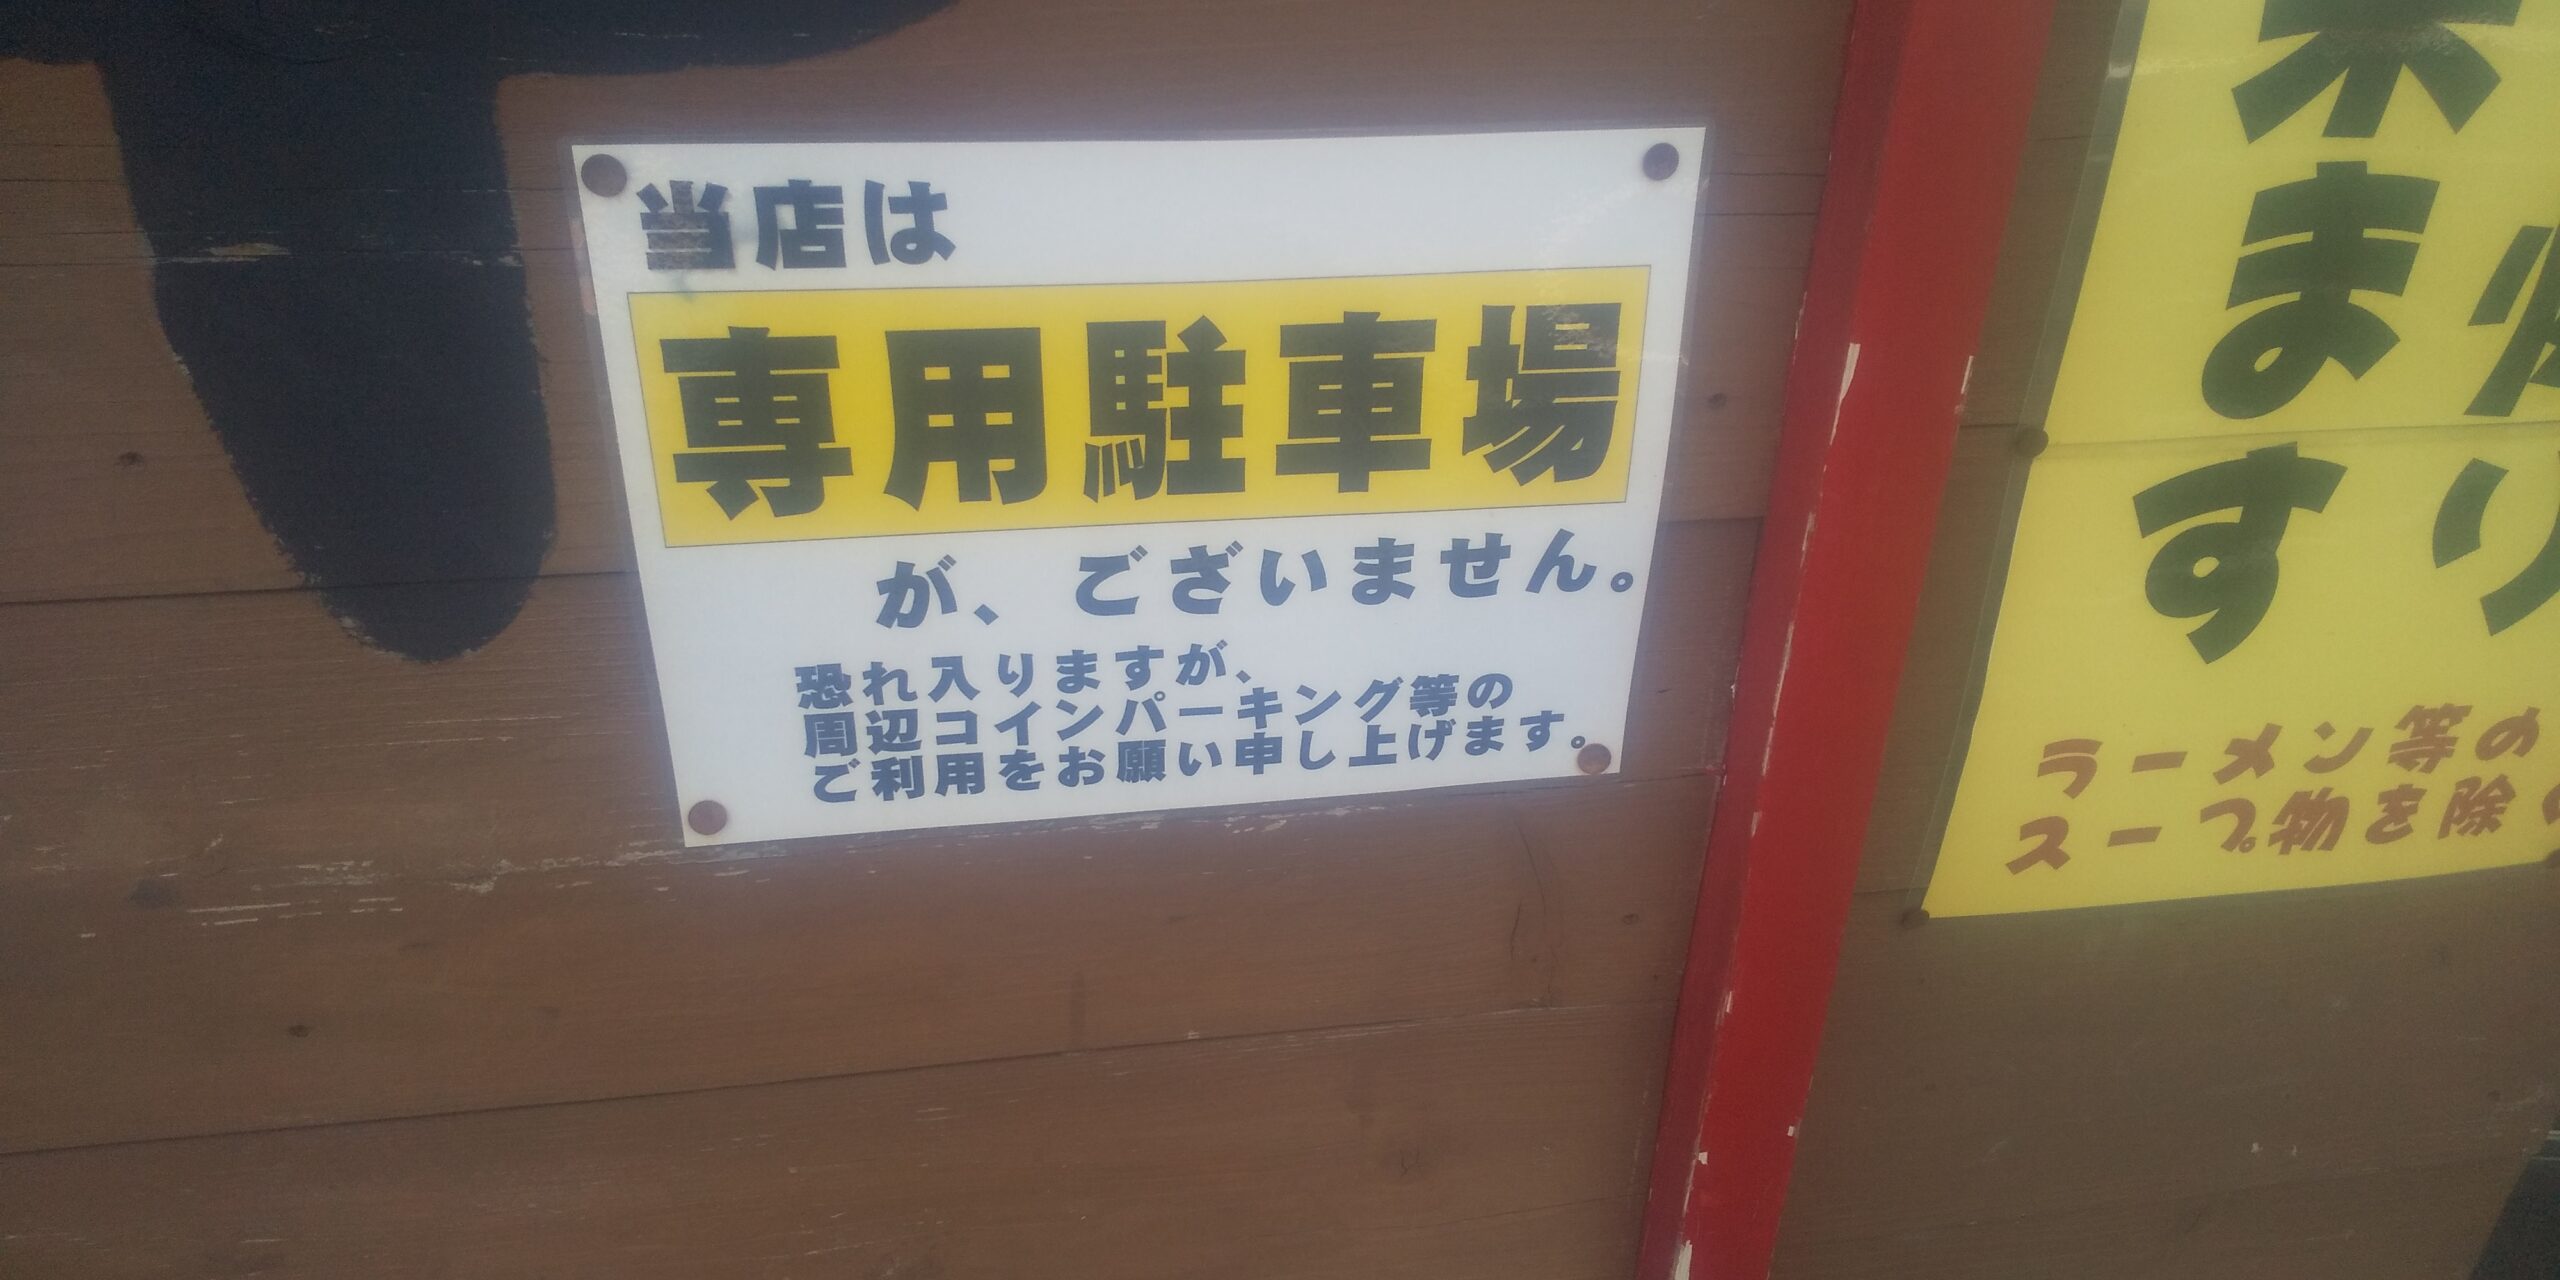 当店は
専用駐車場
が、ございません。
恐れ入りますが、
周辺コインパーキング等の
ご利用をお願い申し上げます。
来ます
り
ラーメン等の
スープ物を除く